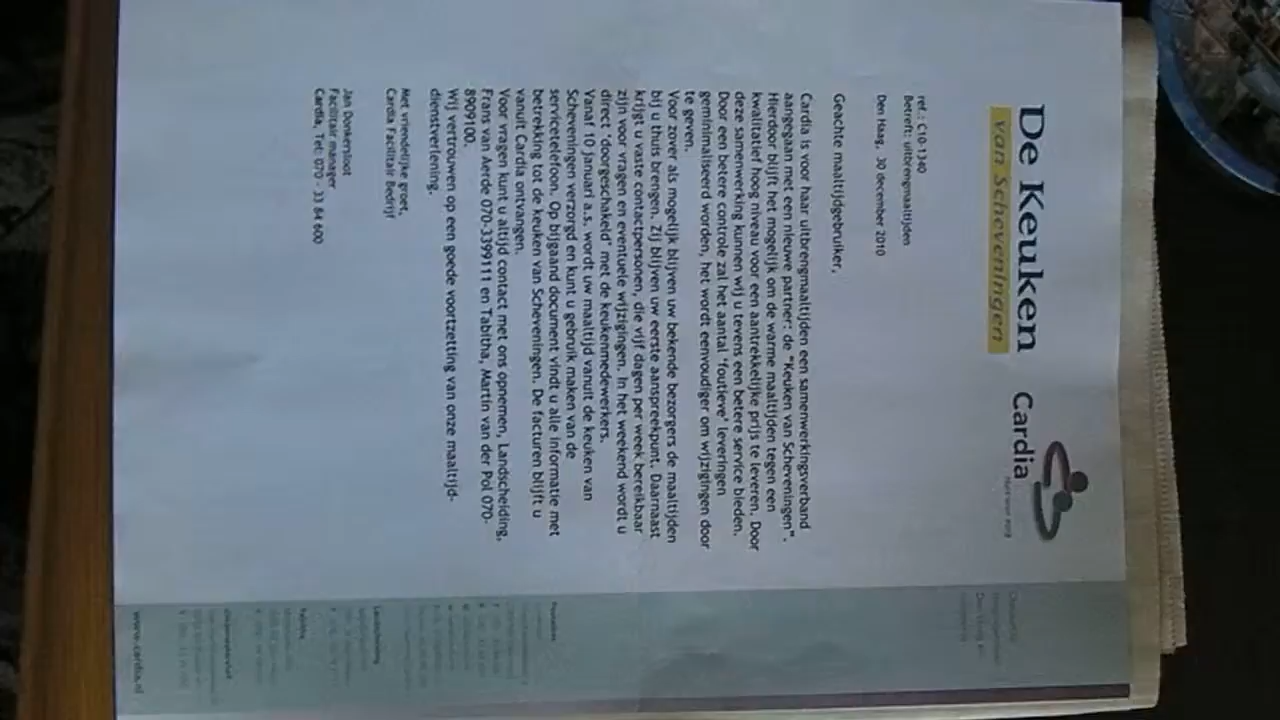 De Keuken
van Scheveningen
Cardia
ref.: C10-1340
Betreft: uitbrengmaaltijden
Den Haag, 30 december 2010
Geachte maaltijdgebruiker,
Cardia is voor haar uitbrengmaaltijden een samenwerkingsverband
aangegaan met een nieuwe partner: de "Keuken van Scheveningen".
Hierdoor blijft het mogelijk om de warme maaltijden tegen een
kwalitatief hoog niveau voor een aantrekkelijke prijs te leveren. Door
deze samenwerking kunnen wij u tevens een betere service bieden.
Door een betere controle zal het aantal 'foutieve' leveringen
geminimaliseerd worden, het wordt eenvoudiger om wijzigingen door
te geven.
Voor zover als mogelijk blijven uw bekende bezorgers de maaltijden
bij u thuis brengen. Zij blijven uw eerste aanspreekpunt. Daarnaast
krijgt u vaste contactpersonen, die vijf dagen per week bereikbaar
zijn voor vragen en eventuele wijzigingen. In het weekend wordt u
direct 'doorgeschakeld' met de keukenmedewerkers.
Vanaf 10 januari a.s. wordt uw maaltijd vanuit de keuken van
Scheveningen verzorgd en kunt u gebruik maken van de
servicetelefoon. Op bijgaand document vindt u alle informatie met
betrekking tot de keuken van Scheveningen. De facturen blijft u
vanuit Cardia ontvangen.
Voor vragen kunt u altijd contact met ons opnemen, Landscheiding,
Frans van Aerde 070-3399111 en Tabitha, Martin van der Pol 070-
8909100.
Wij vertrouwen op een goede voortzetting van onze maaltijd-
dienstverlening.
Met vriendelijke groet,
Cardia Facilitair Bedrijf
Jan Donkersloot
Facilitair manager
Cardia, Tel: 070 - 33 84 600
Landscheiding
Tabitha
www.cardia.nl